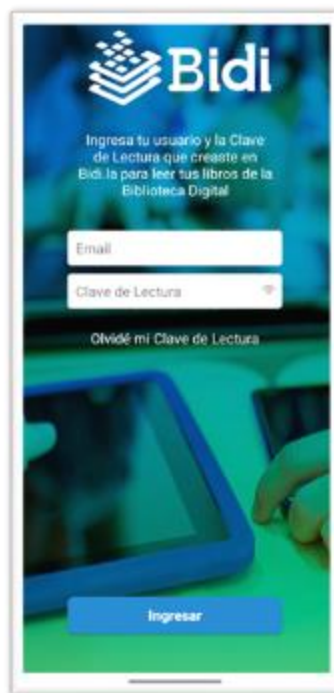 Bidi
Ingresa tu usuario y la Clave
de Lectura que creaste en
Bidi.la para leer tus libros de la
Biblioteca Digital
Email
Clave de Lectura
Olvidé mi Clave de Lectura
Ingresar